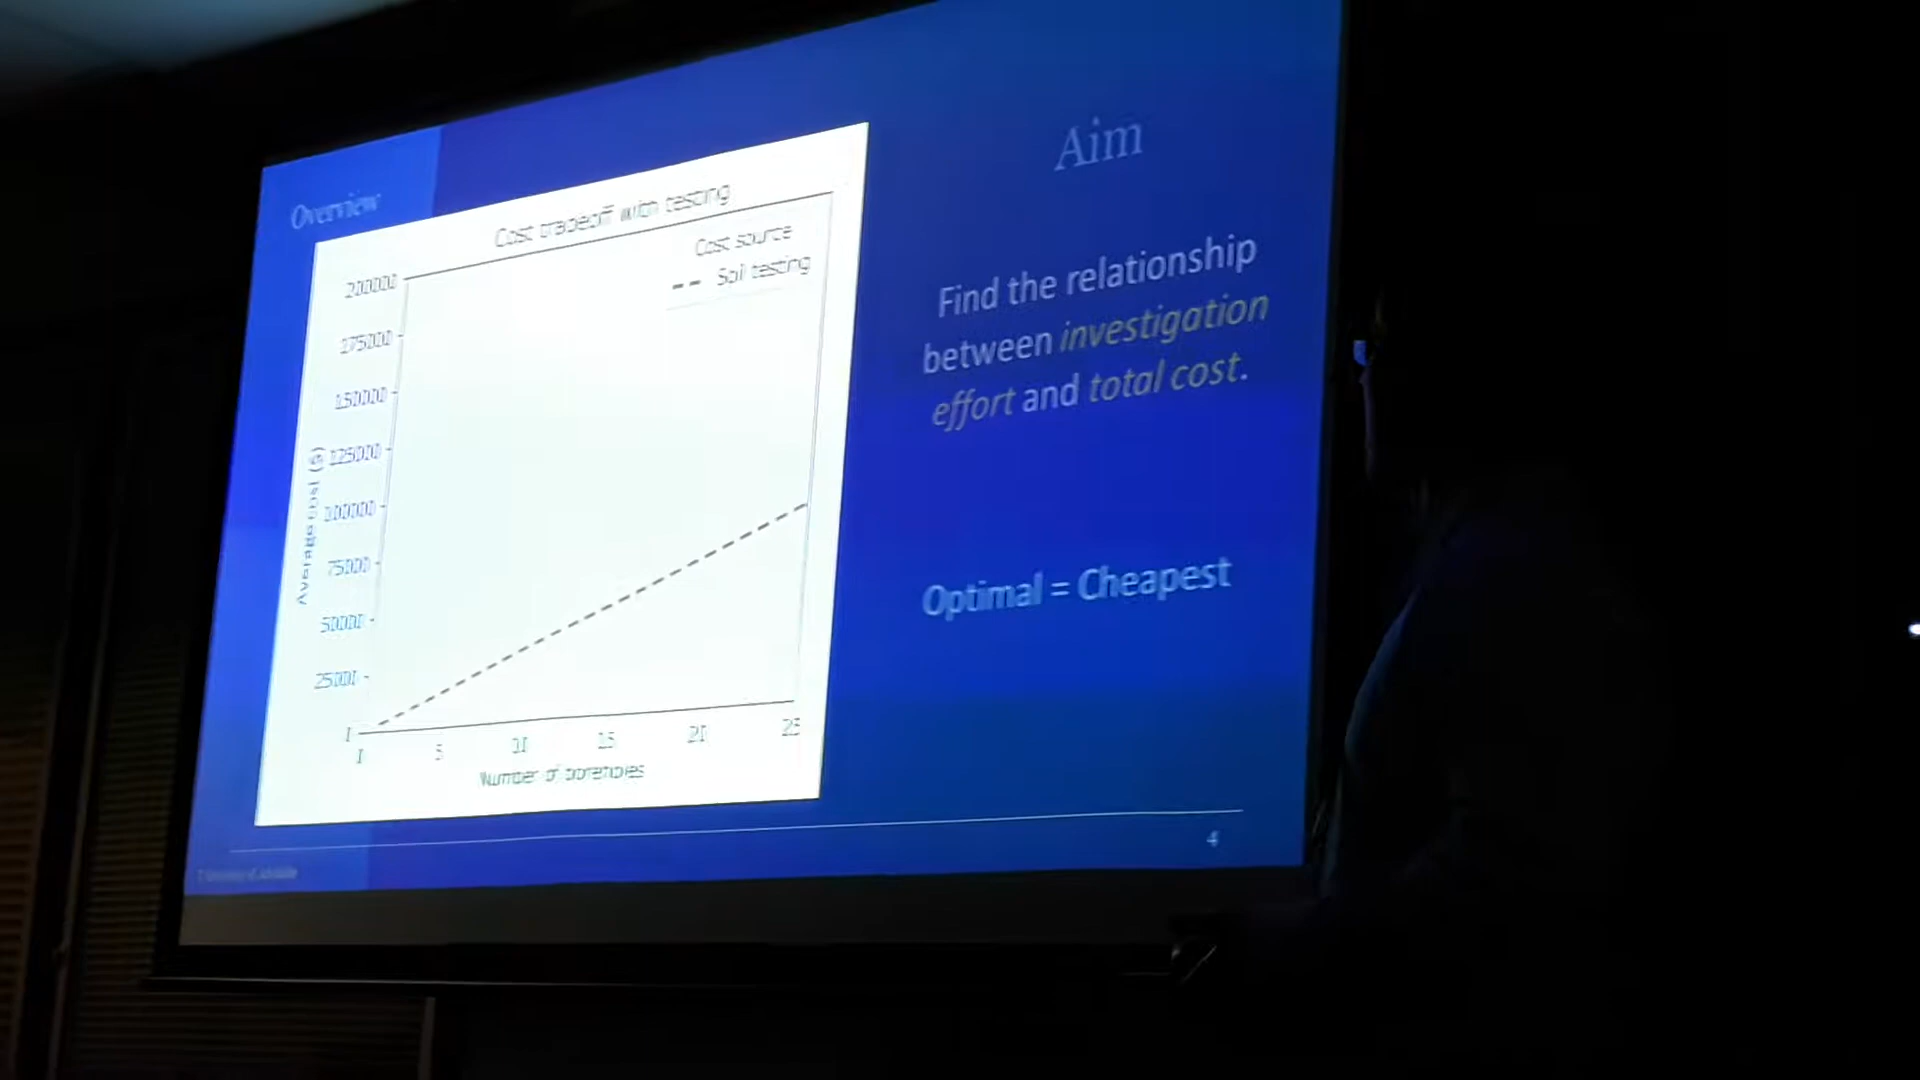 Overview
Aim
Cost tradeoff with testing
Cost source
Soil testing
200000
175000
150000
125000
100000
75000
50000
25000
Average cost ($)
5
10
15
20
25
Number of boreholes
Find the relationship
between investigation
effort and total cost.
Optimal = Cheapest
4